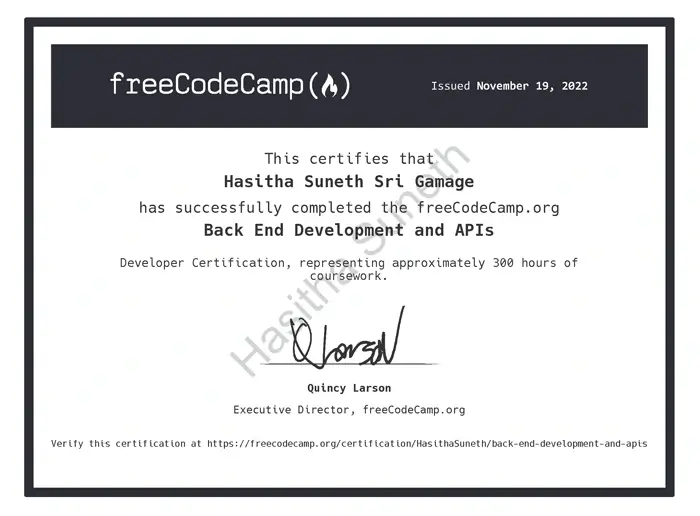 freeCodeCamp(🔥)
Issued November 19, 2022
This certifies that
Hasitha Suneth Sri Gamage
has successfully completed the freeCodeCamp.org
Back End Development and APIs
Developer Certification, representing approximately 300 hours of
coursework.
Hasitha Suneth
Q Larson
Quincy Larson
Executive Director, freeCodeCamp.org
Verify this certification at https://freecodecamp.org/certification/HasithaSuneth/back-end-development-and-apis